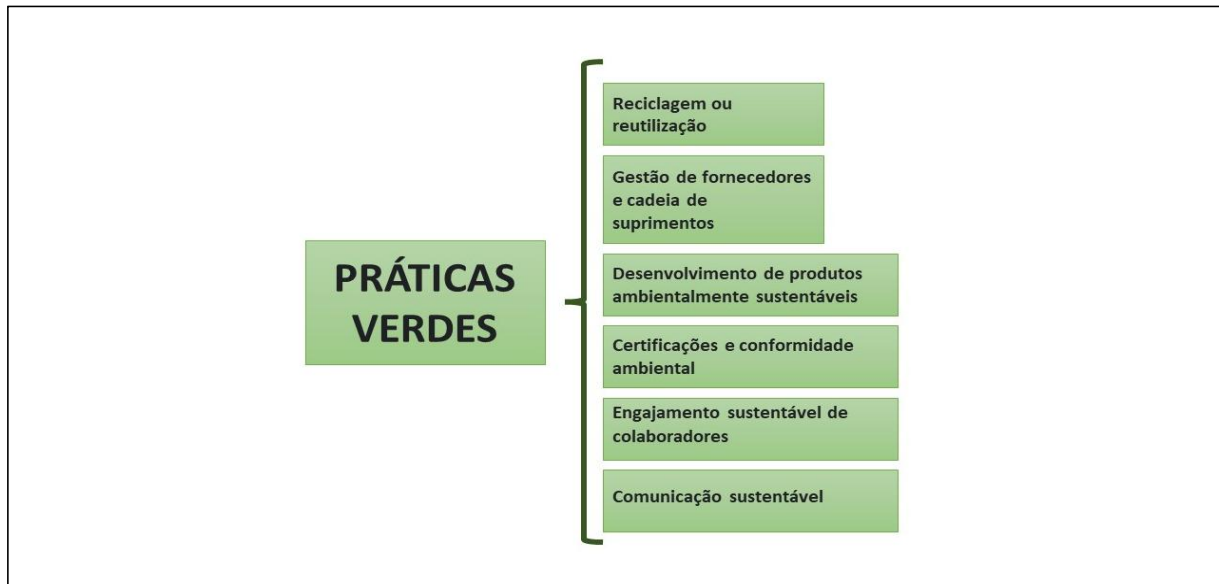 PRÁTICAS
VERDES
Reciclagem ou
reutilização
Gestão de fornecedores
e cadeia de
suprimentos
Desenvolvimento de produtos
ambientalmente sustentáveis
Certificações e conformidade
ambiental
Engajamento sustentável de
colaboradores
Comunicação sustentável